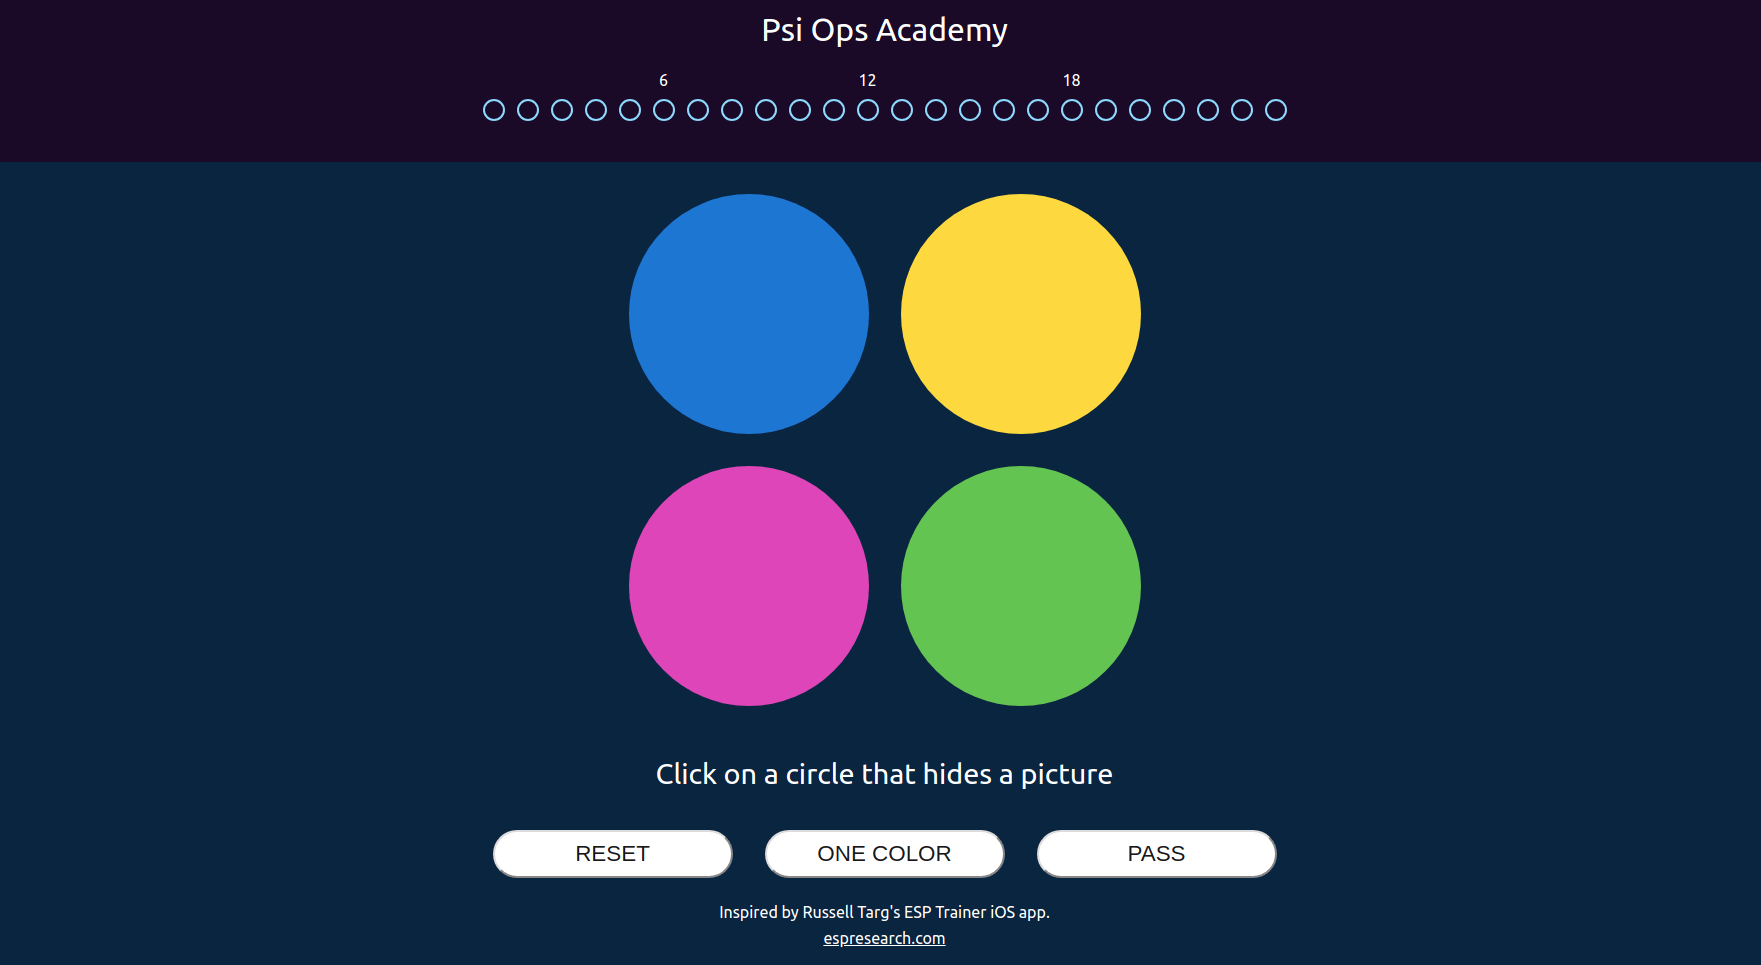 Psi Ops Academy
6 12 18
Click on a circle that hides a picture
RESET ONE COLOR PASS
Inspired by Russell Targ's ESP Trainer iOS app.
espresearch.com